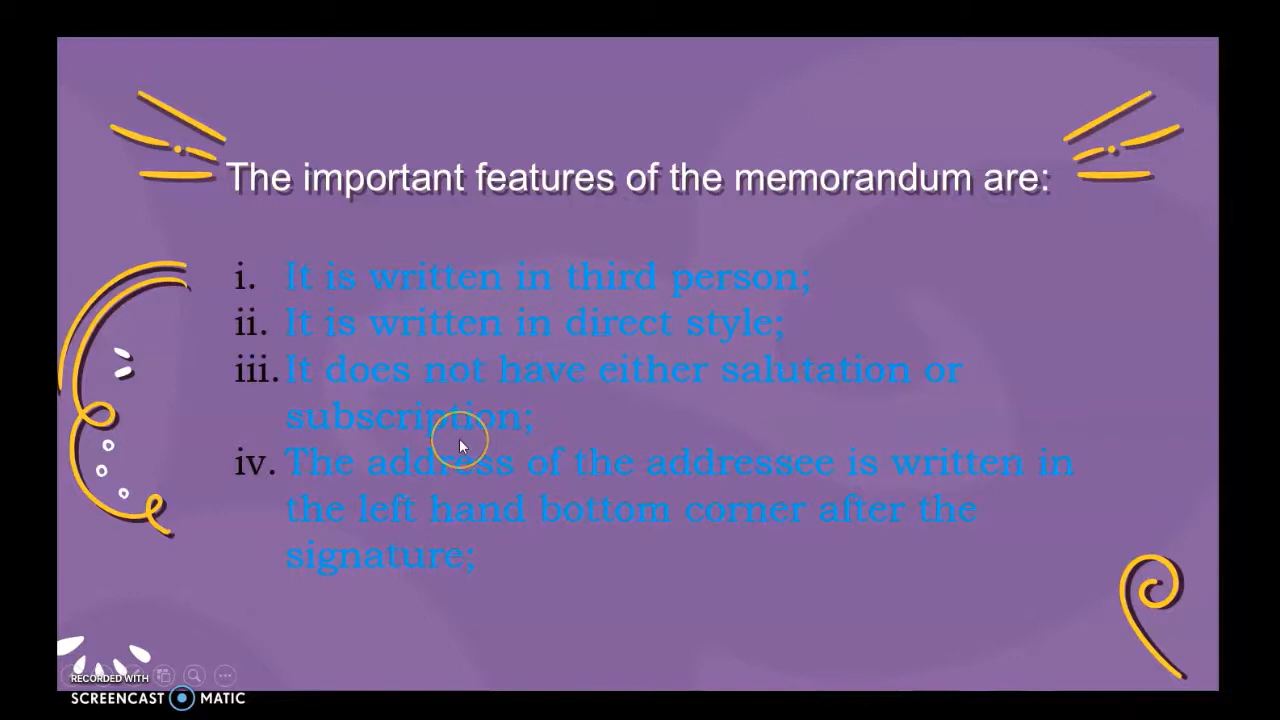 The important features of the memorandum are:
i. It is written in third person;
ii. It is written in direct style;
iii. It does not have either salutation or
subscription;
iv. The address of the addressee is written in
the left hand bottom corner after the
signature;
RECORDED WITH
SCREENCAST MATIC